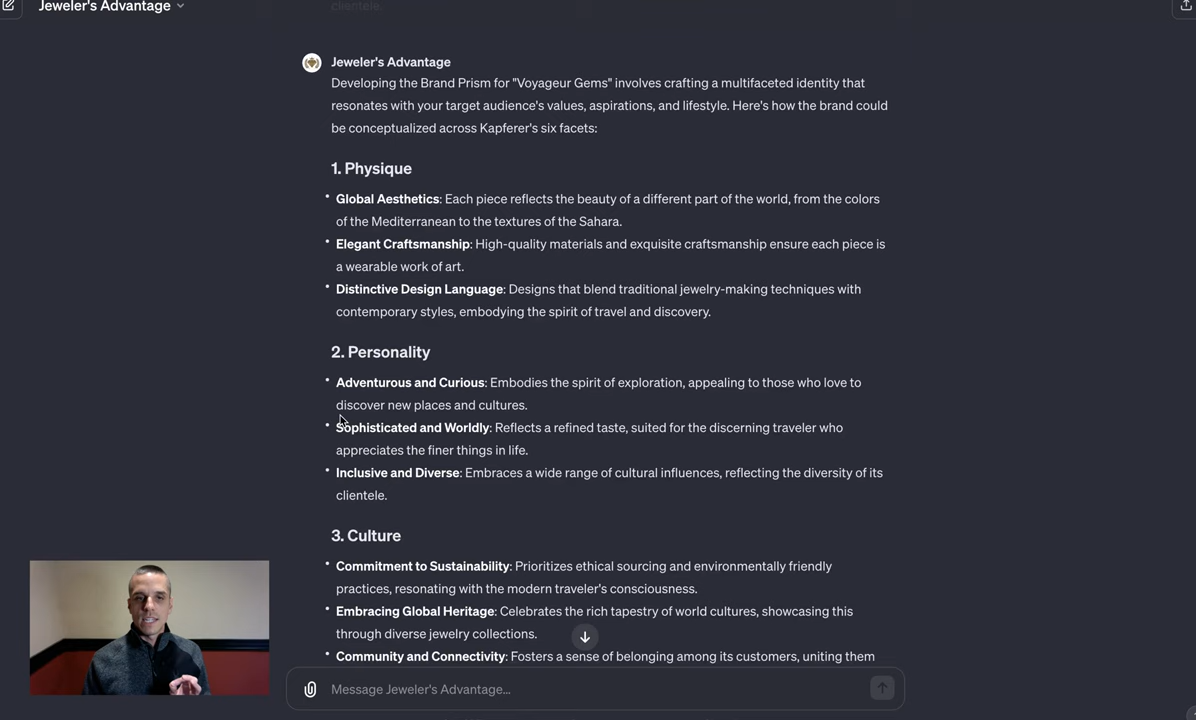 Jeweler's Advantage
clientele.
Jeweler's Advantage
Developing the Brand Prism for "Voyageur Gems" involves crafting a multifaceted identity that
resonates with your target audience's values, aspirations, and lifestyle. Here's how the brand could
be conceptualized across Kapferer's six facets:
1. Physique
• Global Aesthetics: Each piece reflects the beauty of a different part of the world, from the colors
of the Mediterranean to the textures of the Sahara.
• Elegant Craftsmanship: High-quality materials and exquisite craftsmanship ensure each piece is
a wearable work of art.
• Distinctive Design Language: Designs that blend traditional jewelry-making techniques with
contemporary styles, embodying the spirit of travel and discovery.
2. Personality
• Adventurous and Curious: Embodies the spirit of exploration, appealing to those who love to
discover new places and cultures.
• Sophisticated and Worldly: Reflects a refined taste, suited for the discerning traveler who
appreciates the finer things in life.
• Inclusive and Diverse: Embraces a wide range of cultural influences, reflecting the diversity of its
clientele.
3. Culture
• Commitment to Sustainability: Prioritizes ethical sourcing and environmentally friendly
practices, resonating with the modern traveler's consciousness.
• Embracing Global Heritage: Celebrates the rich tapestry of world cultures, showcasing this
through diverse jewelry collections.
• Community and Connectivity: Fosters a sense of belonging among its customers, uniting them
Message Jeweler's Advantage...